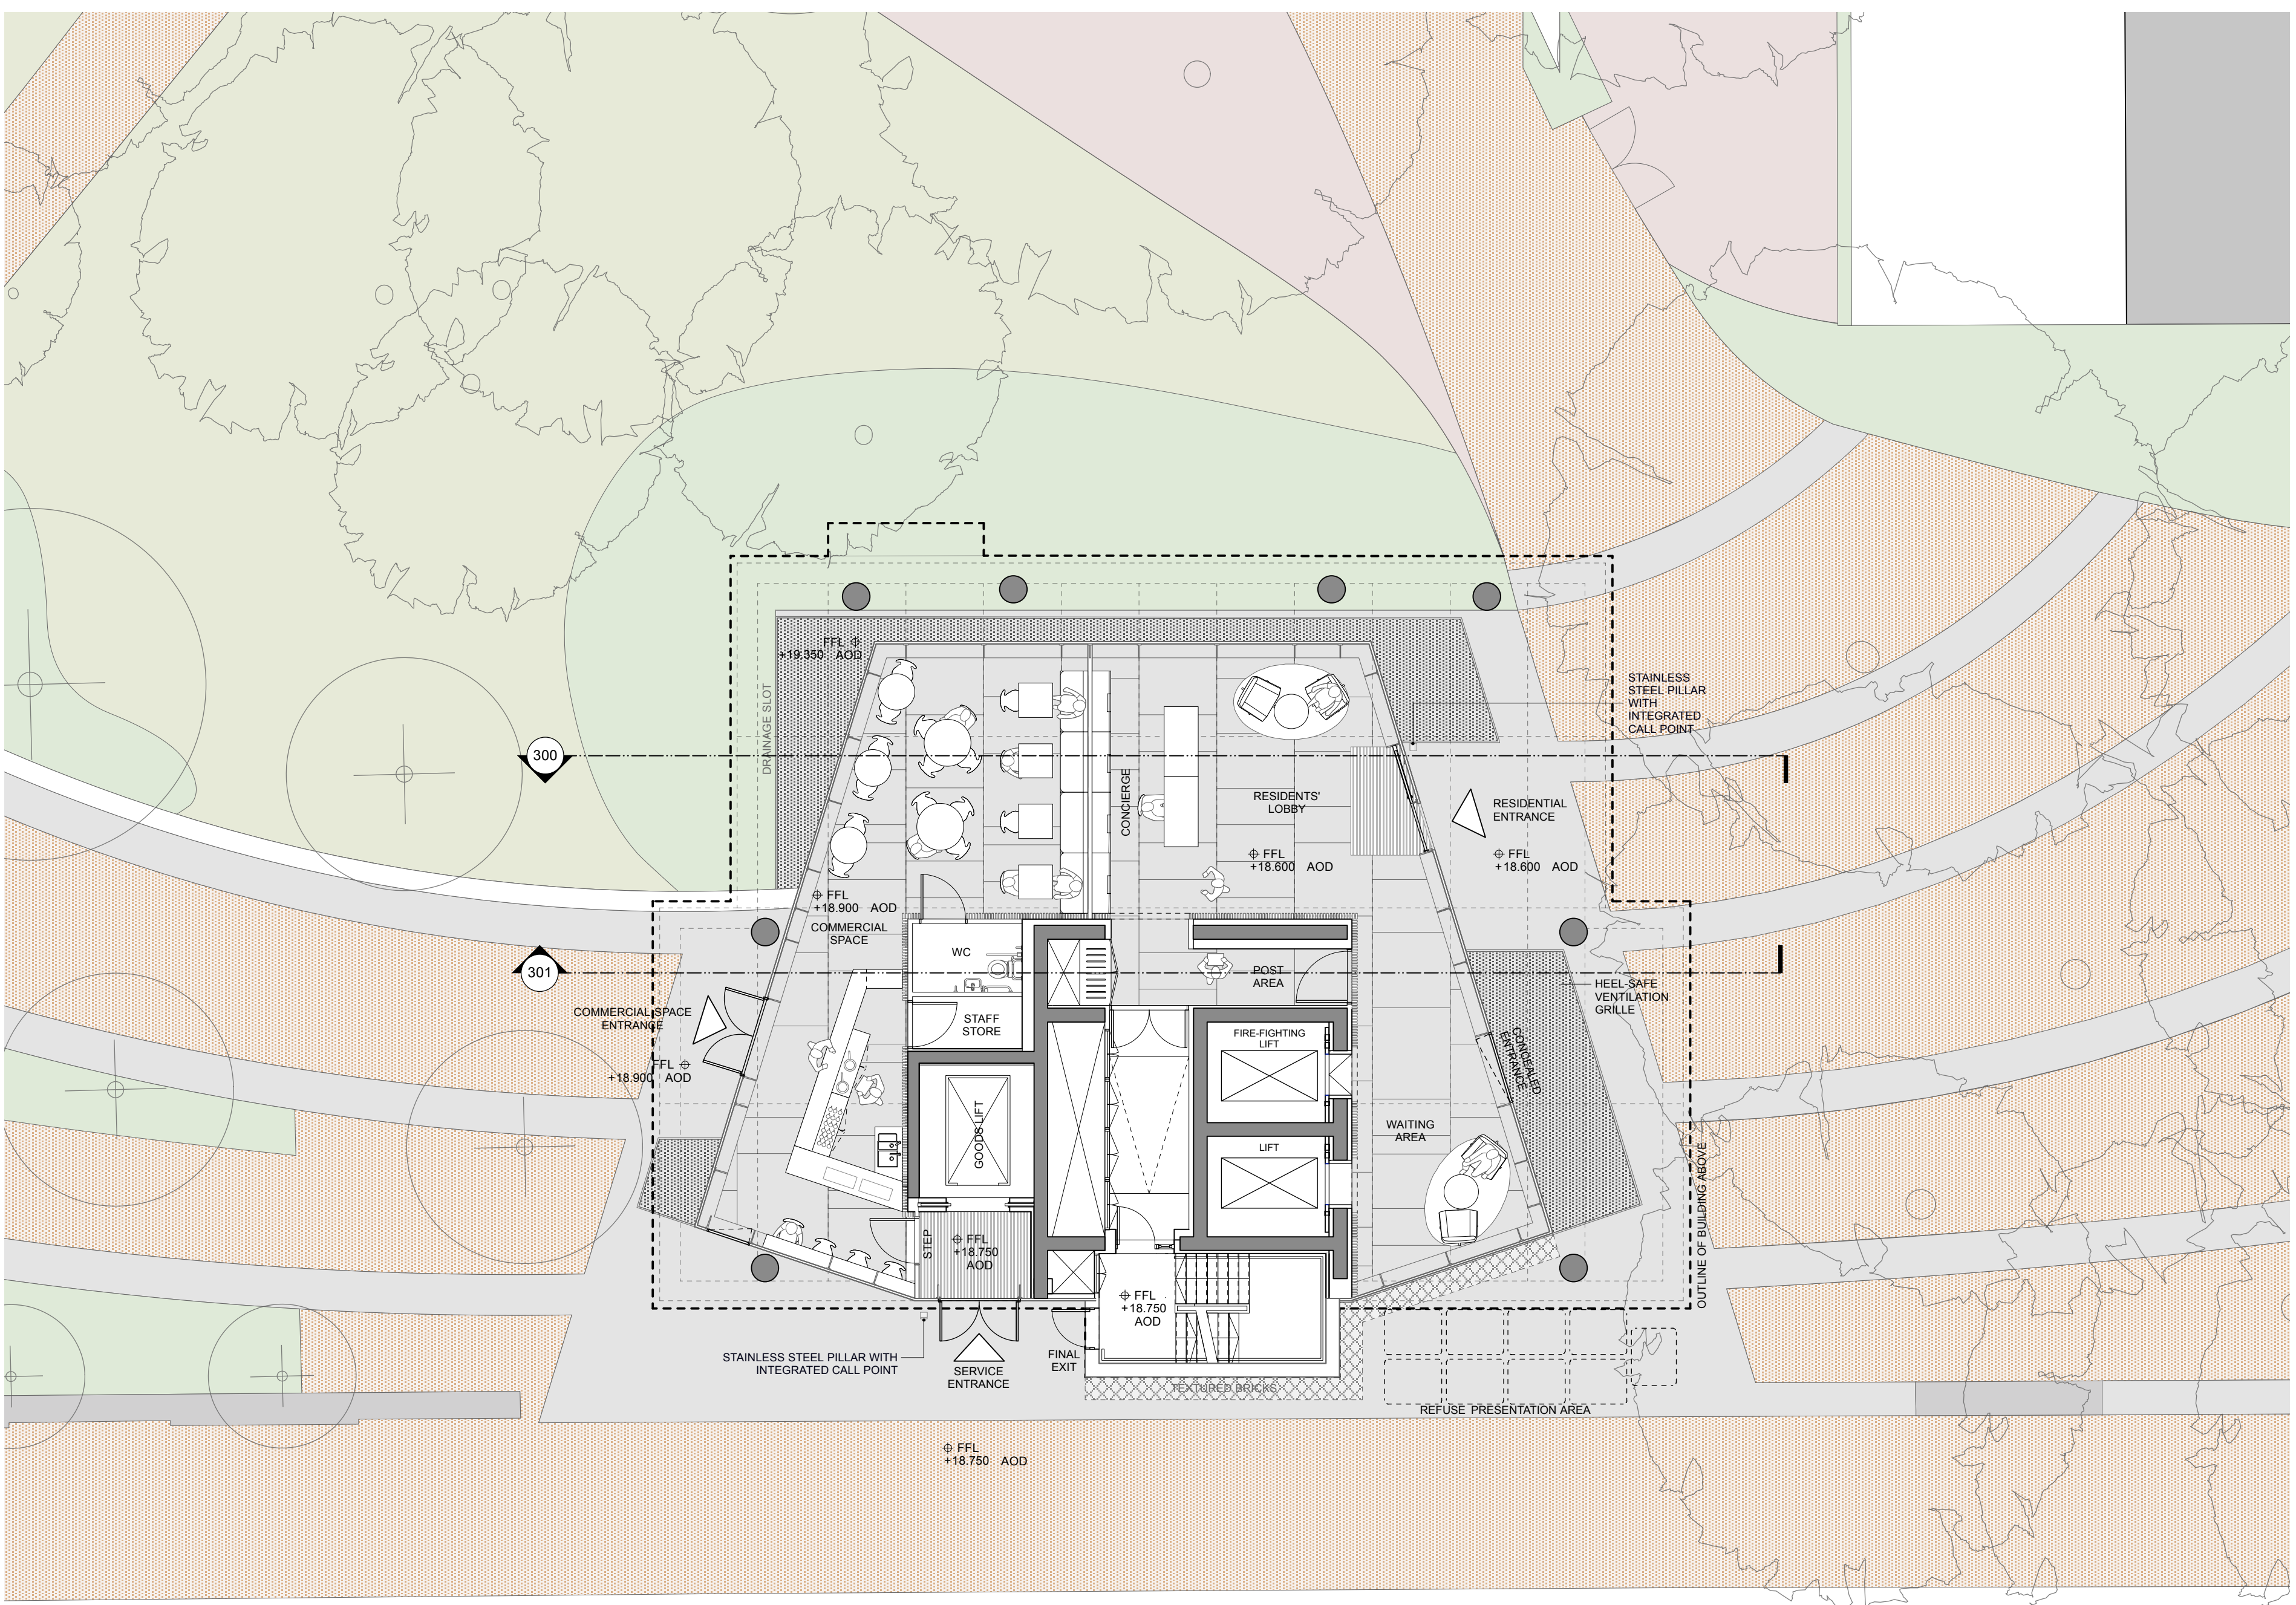 FFL
+19.350 AOD
DRAINAGE SLOT
STAINLESS
STEEL PILLAR
WITH
INTEGRATED
CALL POINT
300
CONCIERGE
RESIDENTS'
LOBBY
RESIDENTIAL
ENTRANCE
FFL
+18.600 AOD
FFL
+18.600 AOD
FFL
+18.900 AOD
COMMERCIAL
SPACE
WC
301
POST
AREA
HEEL-SAFE
VENTILATION
GRILLE
COMMERCIAL SPACE
ENTRANCE
STAFF
STORE
FIRE-FIGHTING
LIFT
CONCEALED
ENTRANCE
FFL
+18.900 AOD
GOODS LIFT
LIFT
WAITING
AREA
OUTLINE OF BUILDING ABOVE
STEP
FFL
+18.750
AOD
FFL
+18.750
AOD
STAINLESS STEEL PILLAR WITH
INTEGRATED CALL POINT
SERVICE
ENTRANCE
FINAL
EXIT
TEXTURED BRICKS
REFUSE PRESENTATION AREA
FFL
+18.750 AOD